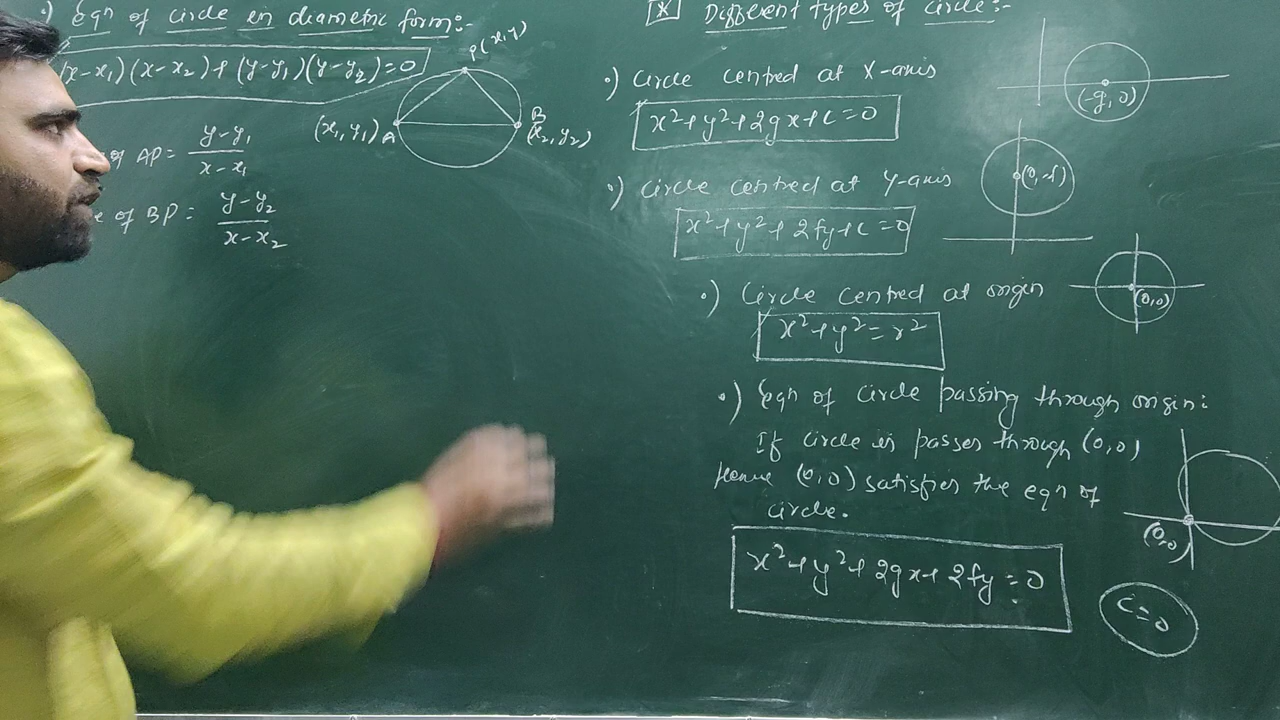 ·) Eqn of circle in diametric form:-
(x-x₁)(x-x₂)+(y-y₁)(y-y₂)=0
P(x,y)
(x₁,y₁) A
B
(x₂,y₂)
of AP = y-y₁/x-x₁
e of BP = y-y₂/x-x₂
[*] Different types of circle:-
·) circle centred at X-axis
x²+y²+2gx+c=0
(-g,0)
·) circle centred at y-axis
x²+y²+2fy+c=0
(0,-f)
·) Circle centred at origin
x²+y²=r²
(0,0)
·) Eqn of circle passing through origin:
If circle is passes through (0,0)
Hence (0,0) satisfies the eqn of
circle.
(0,0)
x²+y²+2gx+2fy=0
c=0